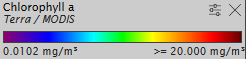 Chlorophyll a
Terra / MODIS
0.0102 mg/m³ >= 20.000 mg/m³